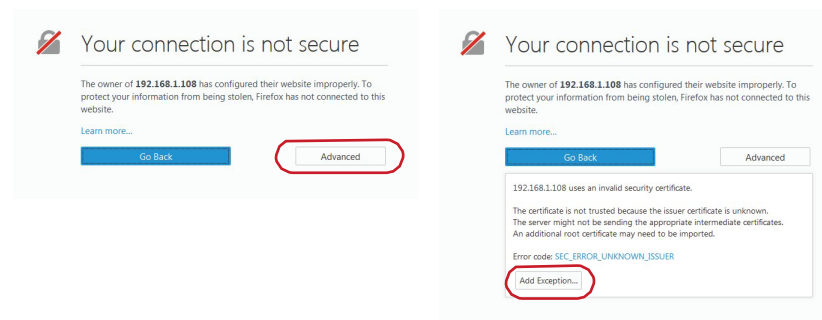 Your connection is not secure
The owner of 192.168.1.108 has configured their website improperly. To
protect your information from being stolen, Firefox has not connected to this
website.
Learn more...
Go Back
Advanced
Your connection is not secure
The owner of 192.168.1.108 has configured their website improperly. To
protect your information from being stolen, Firefox has not connected to this
website.
Learn more...
Go Back
Advanced
192.168.1.108 uses an invalid security certificate.
The certificate is not trusted because the issuer certificate is unknown.
The server might not be sending the appropriate intermediate certificates.
An additional root certificate may need to be imported.
Error code: SEC_ERROR_UNKNOWN_ISSUER
Add Exception...